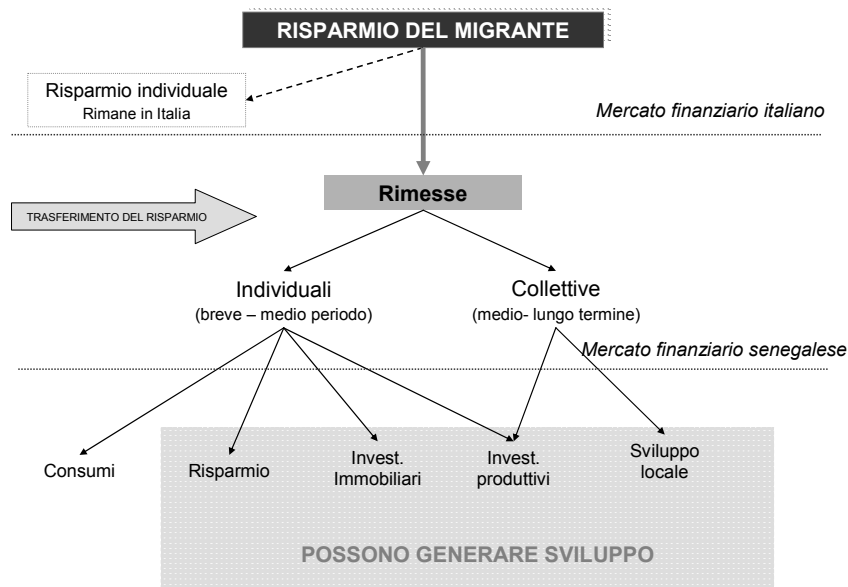 RISPARMIO DEL MIGRANTE
Risparmio individuale
Rimane in Italia
Mercato finanziario italiano
Rimesse
TRASFERIMENTO DEL RISPARMIO
Individuali
(breve – medio periodo)
Collettive
(medio- lungo termine)
Mercato finanziario senegalese
Consumi
Risparmio
Invest.
Immobiliari
Invest.
produttivi
Sviluppo
locale
POSSONO GENERARE SVILUPPO